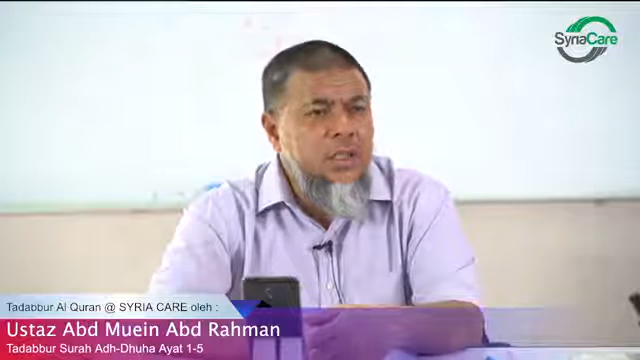 SyriaCare
Tadabbur Al Quran @ SYRIA CARE oleh :
Ustaz Abd Muein Abd Rahman
Tadabbur Surah Adh-Dhuha Ayat 1-5